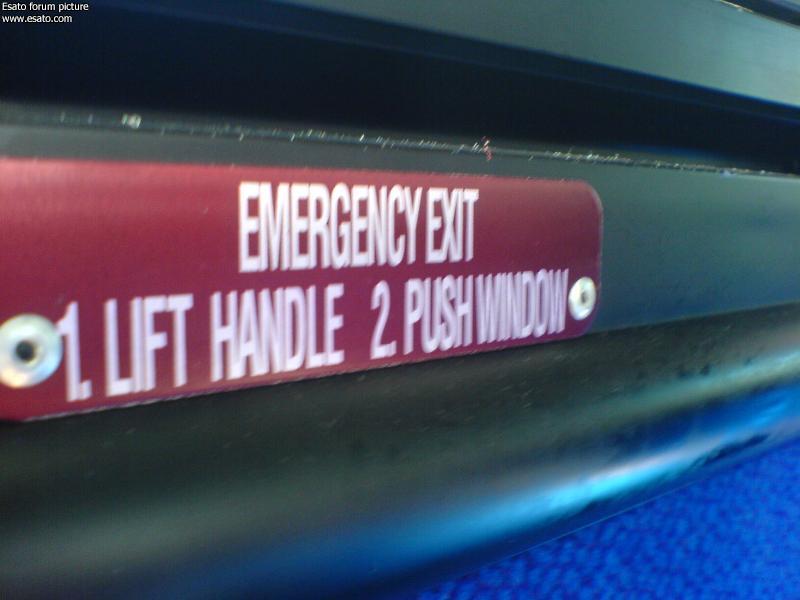 Esato forum picture
www.esato.com
EMERGENCY EXIT
1. LIFT HANDLE 2. PUSH WINDOW